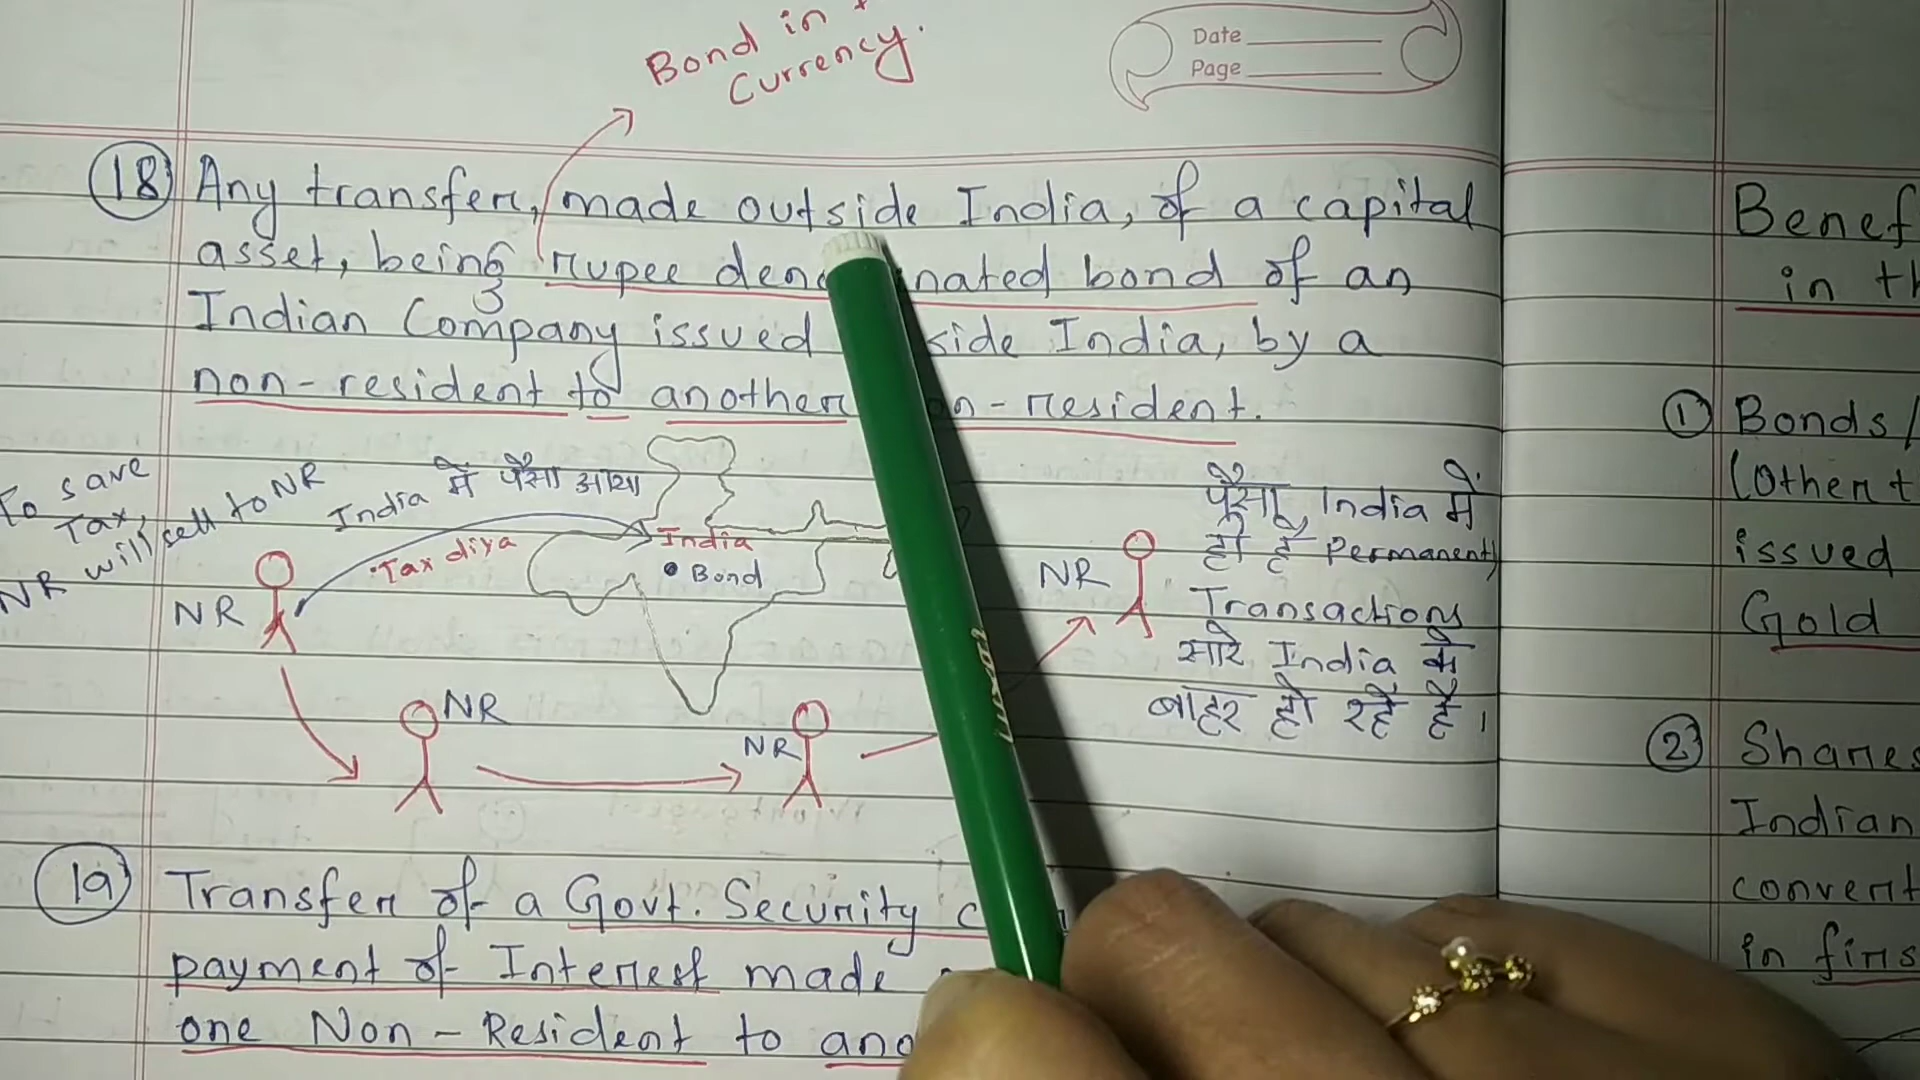 Bond in
Currency.
Date
Page
18 Any transfer, made outside India, of a capital
asset, being rupee nated bond of an
Indian Company issued side India, by a
non-resident to another n-resident.
To save
Tax,
NR will sell to NR
India में पैसा आया
Tax diya
India
• Bond
NR
NR
NR
NR
पैसा India में
ही है Permanently
Transactions
सारे India के
बाहर हो रहे हैं।
19 Transfer of a Govt. Security c
payment of Interest made
one Non-Resident to
Benef
in th
① Bonds/
(Other t
issued
Gold
② Shares
Indian
convert
in firs